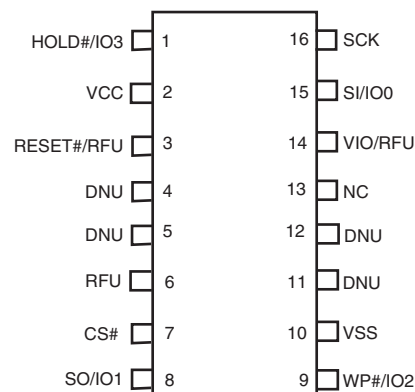 HOLD#/IO3 1 16 SCK
VCC 2 15 SI/IO0
RESET#/RFU 3 14 VIO/RFU
DNU 4 13 NC
DNU 5 12 DNU
RFU 6 11 DNU
CS# 7 10 VSS
SO/IO1 8 9 WP#/IO2